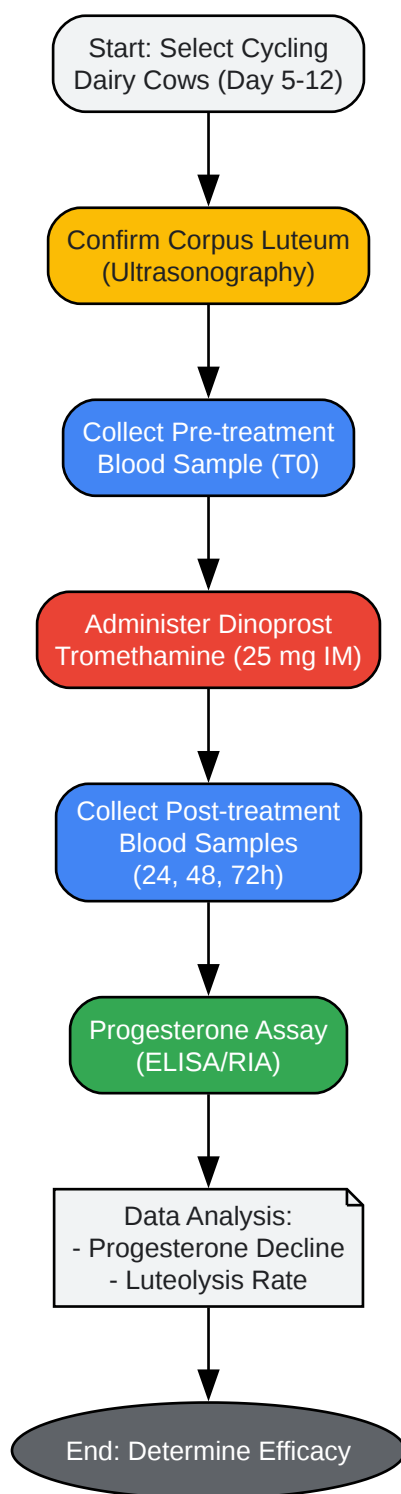 Start: Select Cycling
Dairy Cows (Day 5-12)
Confirm Corpus Luteum
(Ultrasonography)
Collect Pre-treatment
Blood Sample (T0)
Administer Dinoprost
Tromethamine (25 mg IM)
Collect Post-treatment
Blood Samples
(24, 48, 72h)
Progesterone Assay
(ELISA/RIA)
Data Analysis:
- Progesterone Decline
- Luteolysis Rate
End: Determine Efficacy